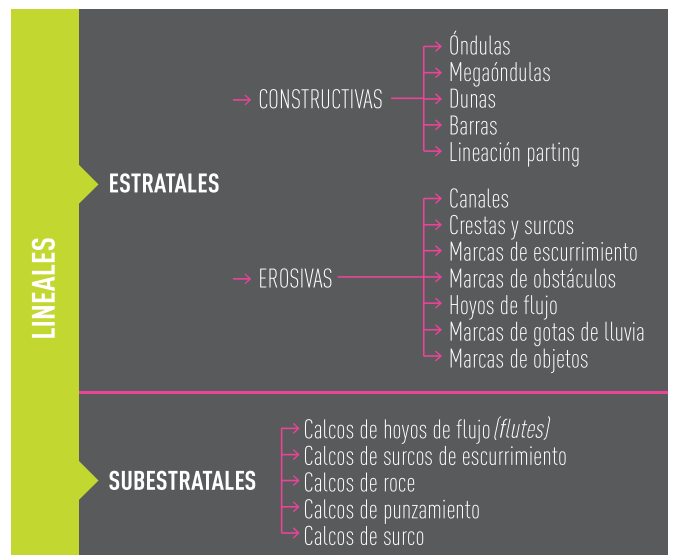 LINEALES
ESTRATALES
CONSTRUCTIVAS
Óndulas
Megaóndulas
Dunas
Barras
Lineación parting
EROSIVAS
Canales
Crestas y surcos
Marcas de escurrimiento
Marcas de obstáculos
Hoyos de flujo
Marcas de gotas de lluvia
Marcas de objetos
SUBESTRATALES
Calcos de hoyos de flujo (flutes)
Calcos de surcos de escurrimiento
Calcos de roce
Calcos de punzamiento
Calcos de surco